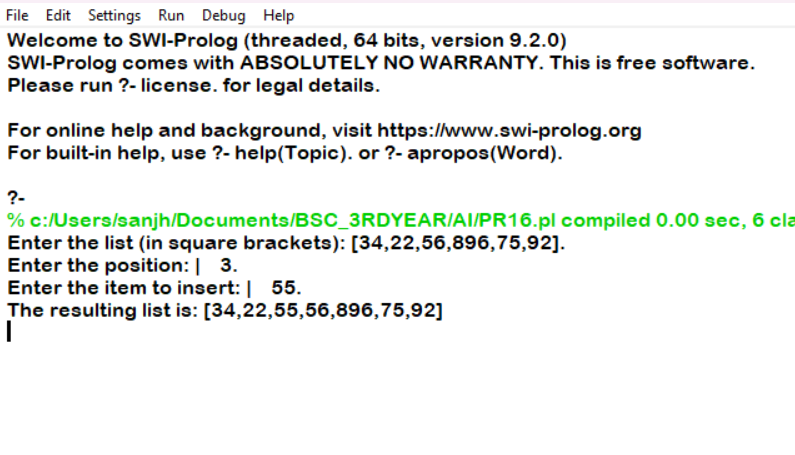 File Edit Settings Run Debug Help
Welcome to SWI-Prolog (threaded, 64 bits, version 9.2.0)
SWI-Prolog comes with ABSOLUTELY NO WARRANTY. This is free software.
Please run ?- license. for legal details.
For online help and background, visit https://www.swi-prolog.org
For built-in help, use ?- help(Topic). or ?- apropos(Word).
?-
% c:/Users/sanjh/Documents/BSC_3RDYEAR/AI/PR16.pl compiled 0.00 sec, 6 cla
Enter the list (in square brackets): [34,22,56,896,75,92].
Enter the position: | 3.
Enter the item to insert: | 55.
The resulting list is: [34,22,55,56,896,75,92]